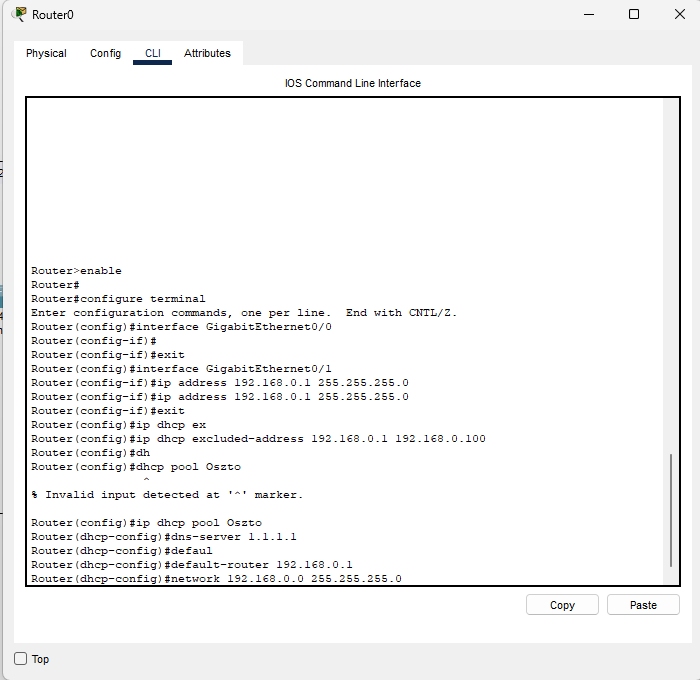 Router0
Physical Config CLI Attributes
IOS Command Line Interface
Router>enable
Router#
Router#configure terminal
Enter configuration commands, one per line.  End with CNTL/Z.
Router(config)#interface GigabitEthernet0/0
Router(config-if)#
Router(config-if)#exit
Router(config)#interface GigabitEthernet0/1
Router(config-if)#ip address 192.168.0.1 255.255.255.0
Router(config-if)#ip address 192.168.0.1 255.255.255.0
Router(config-if)#exit
Router(config)#ip dhcp ex
Router(config)#ip dhcp excluded-address 192.168.0.1 192.168.0.100
Router(config)#dh
Router(config)#dhcp pool Oszto
^
% Invalid input detected at '^' marker.
Router(config)#ip dhcp pool Oszto
Router(dhcp-config)#dns-server 1.1.1.1
Router(dhcp-config)#defaul
Router(dhcp-config)#default-router 192.168.0.1
Router(dhcp-config)#network 192.168.0.0 255.255.255.0
Copy Paste
Top